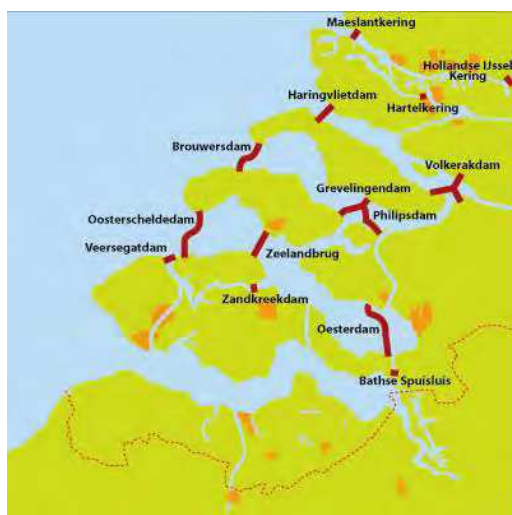 Maeslantkering
Hollandse IJssel
Kering
Haringvlietdam
Hartelkering
Brouwersdam
Volkerakdam
Grevelingendam
Oosterscheldedam
Philipsdam
Veersegatdam
Zeelandbrug
Zandkreekdam
Oesterdam
Bathse Spuisluis